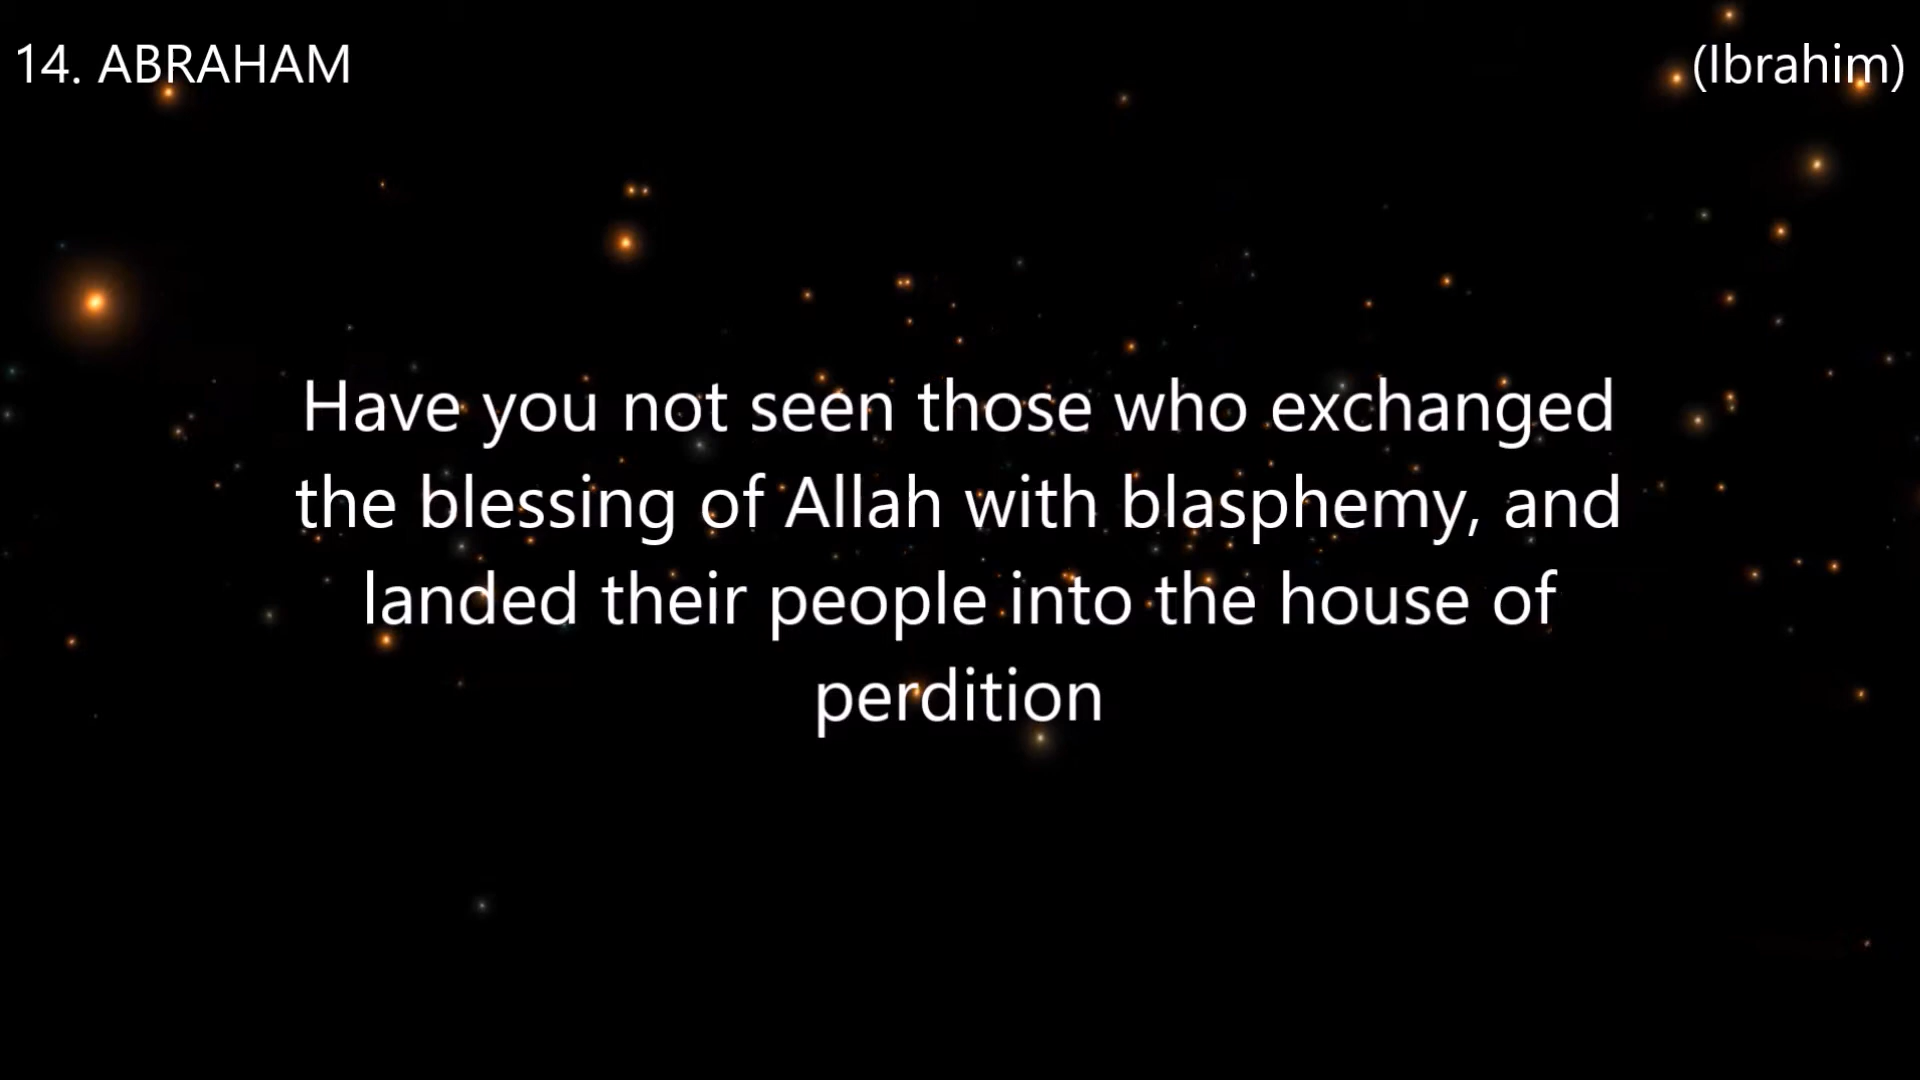 14. ABRAHAM
(Ibrahim)
Have you not seen those who exchanged
the blessing of Allah with blasphemy, and
landed their people into the house of
perdition